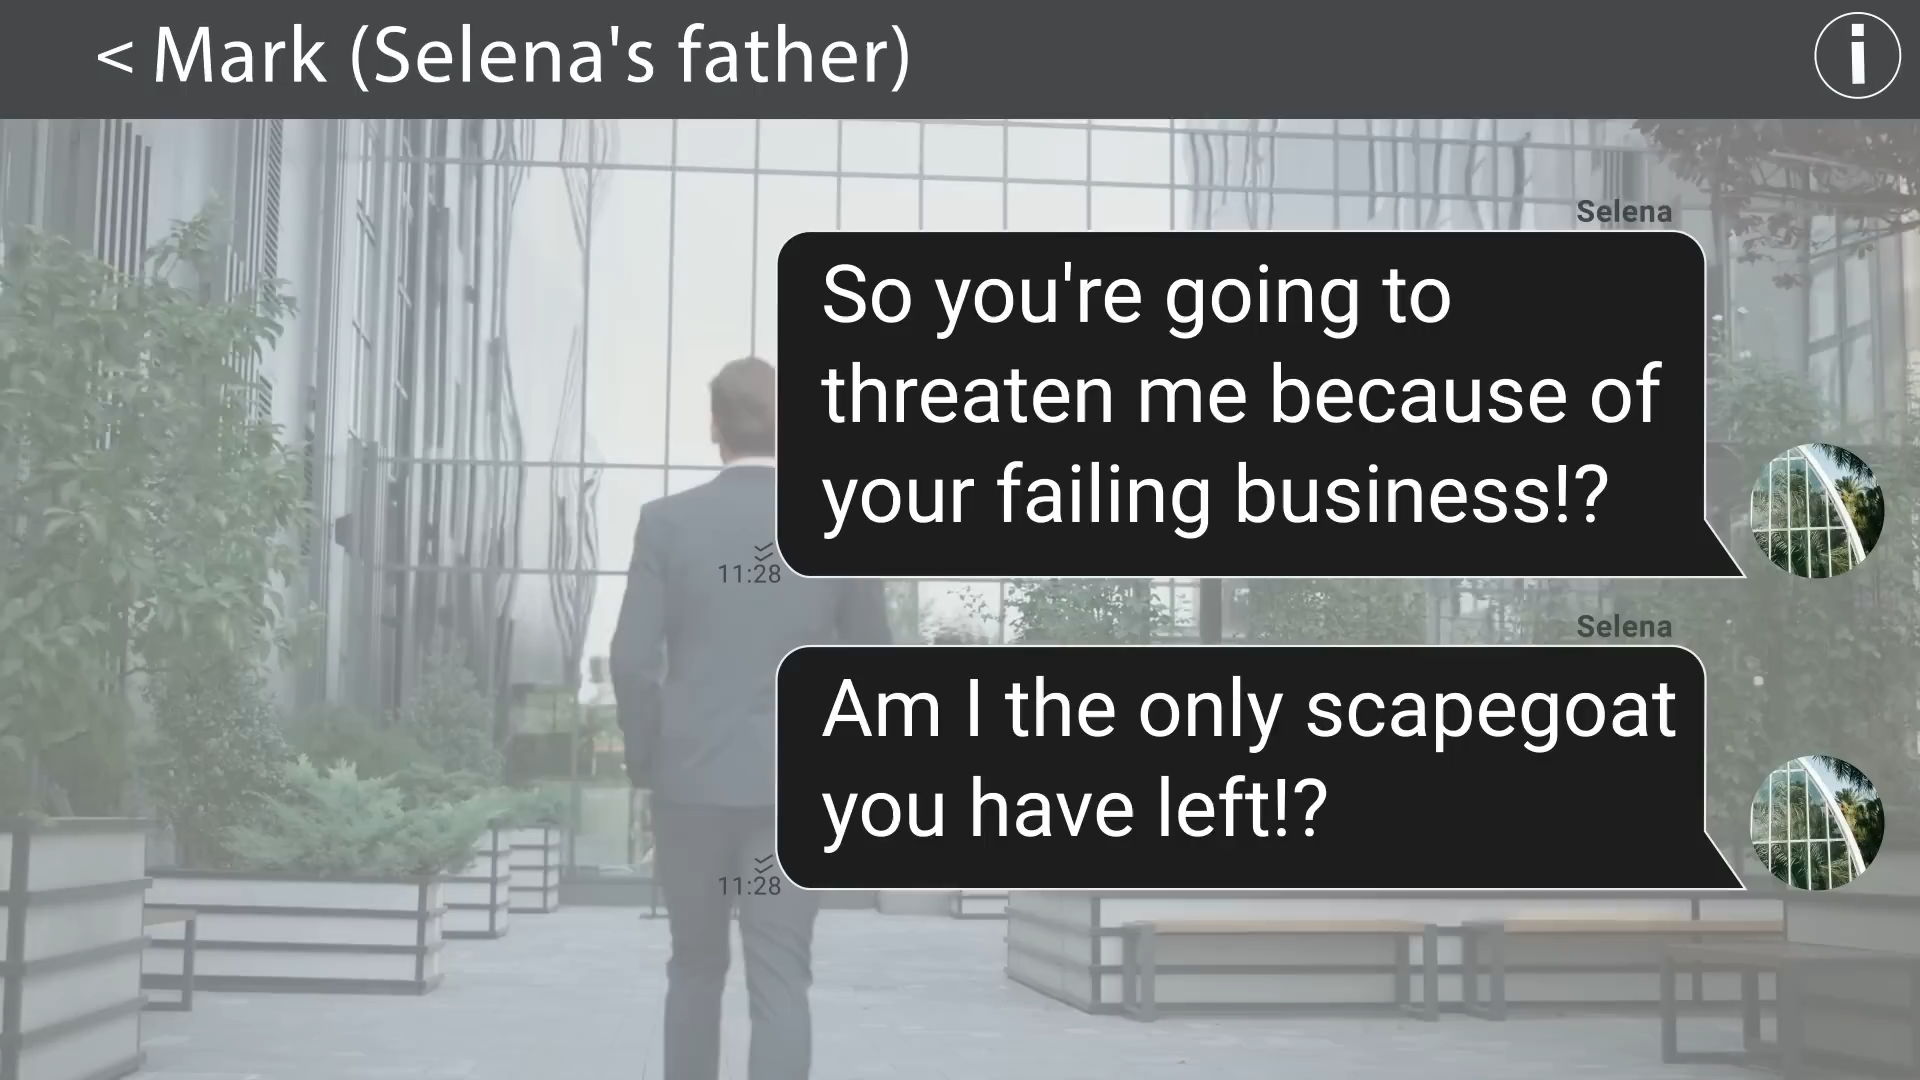 < Mark (Selena's father)
i
Selena
So you're going to
threaten me because of
your failing business!?
11:28
Selena
Am I the only scapegoat
you have left!?
11:28